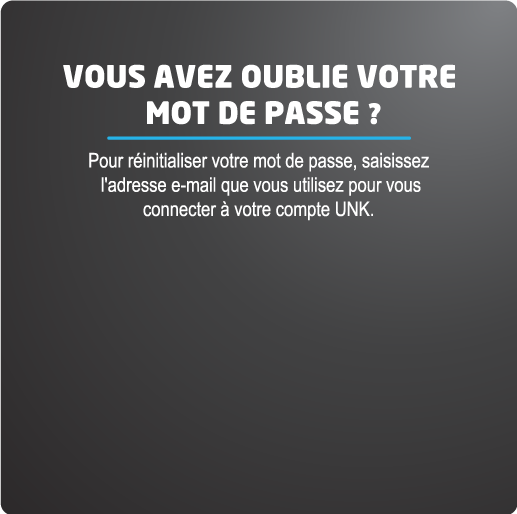 VOUS AVEZ OUBLIE VOTRE
MOT DE PASSE ?
Pour réinitialiser votre mot de passe, saisissez
l'adresse e-mail que vous utilisez pour vous
connecter à votre compte UNK.